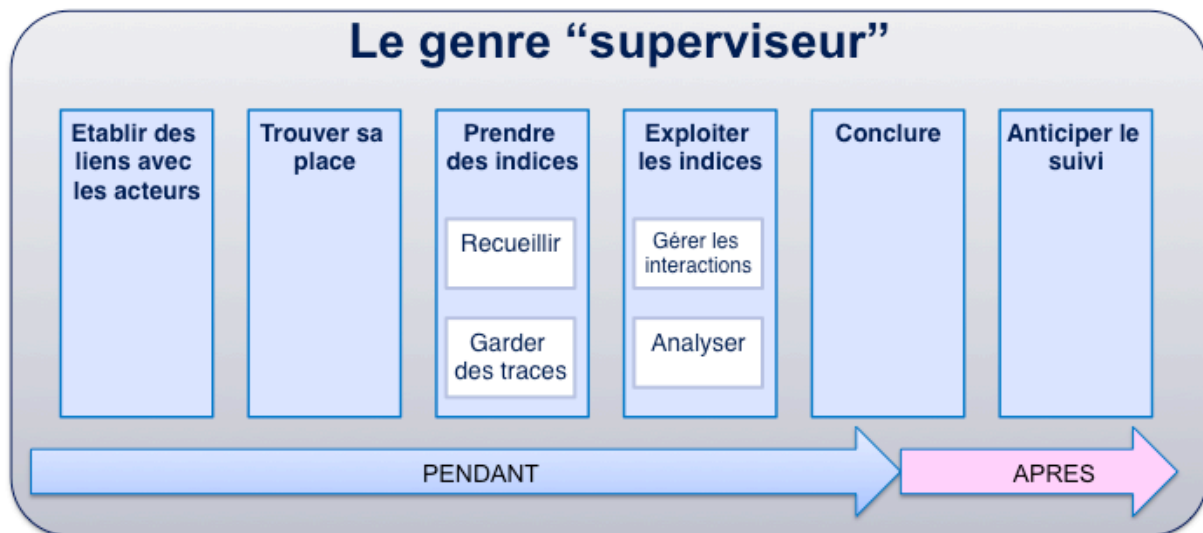 Le genre “superviseur”
Etablir des
liens avec
les acteurs
Trouver sa
place
Prendre
des indices
Recueillir
Garder
des traces
Exploiter
les indices
Gérer les
interactions
Analyser
Conclure
Anticiper le
suivi
PENDANT
APRES